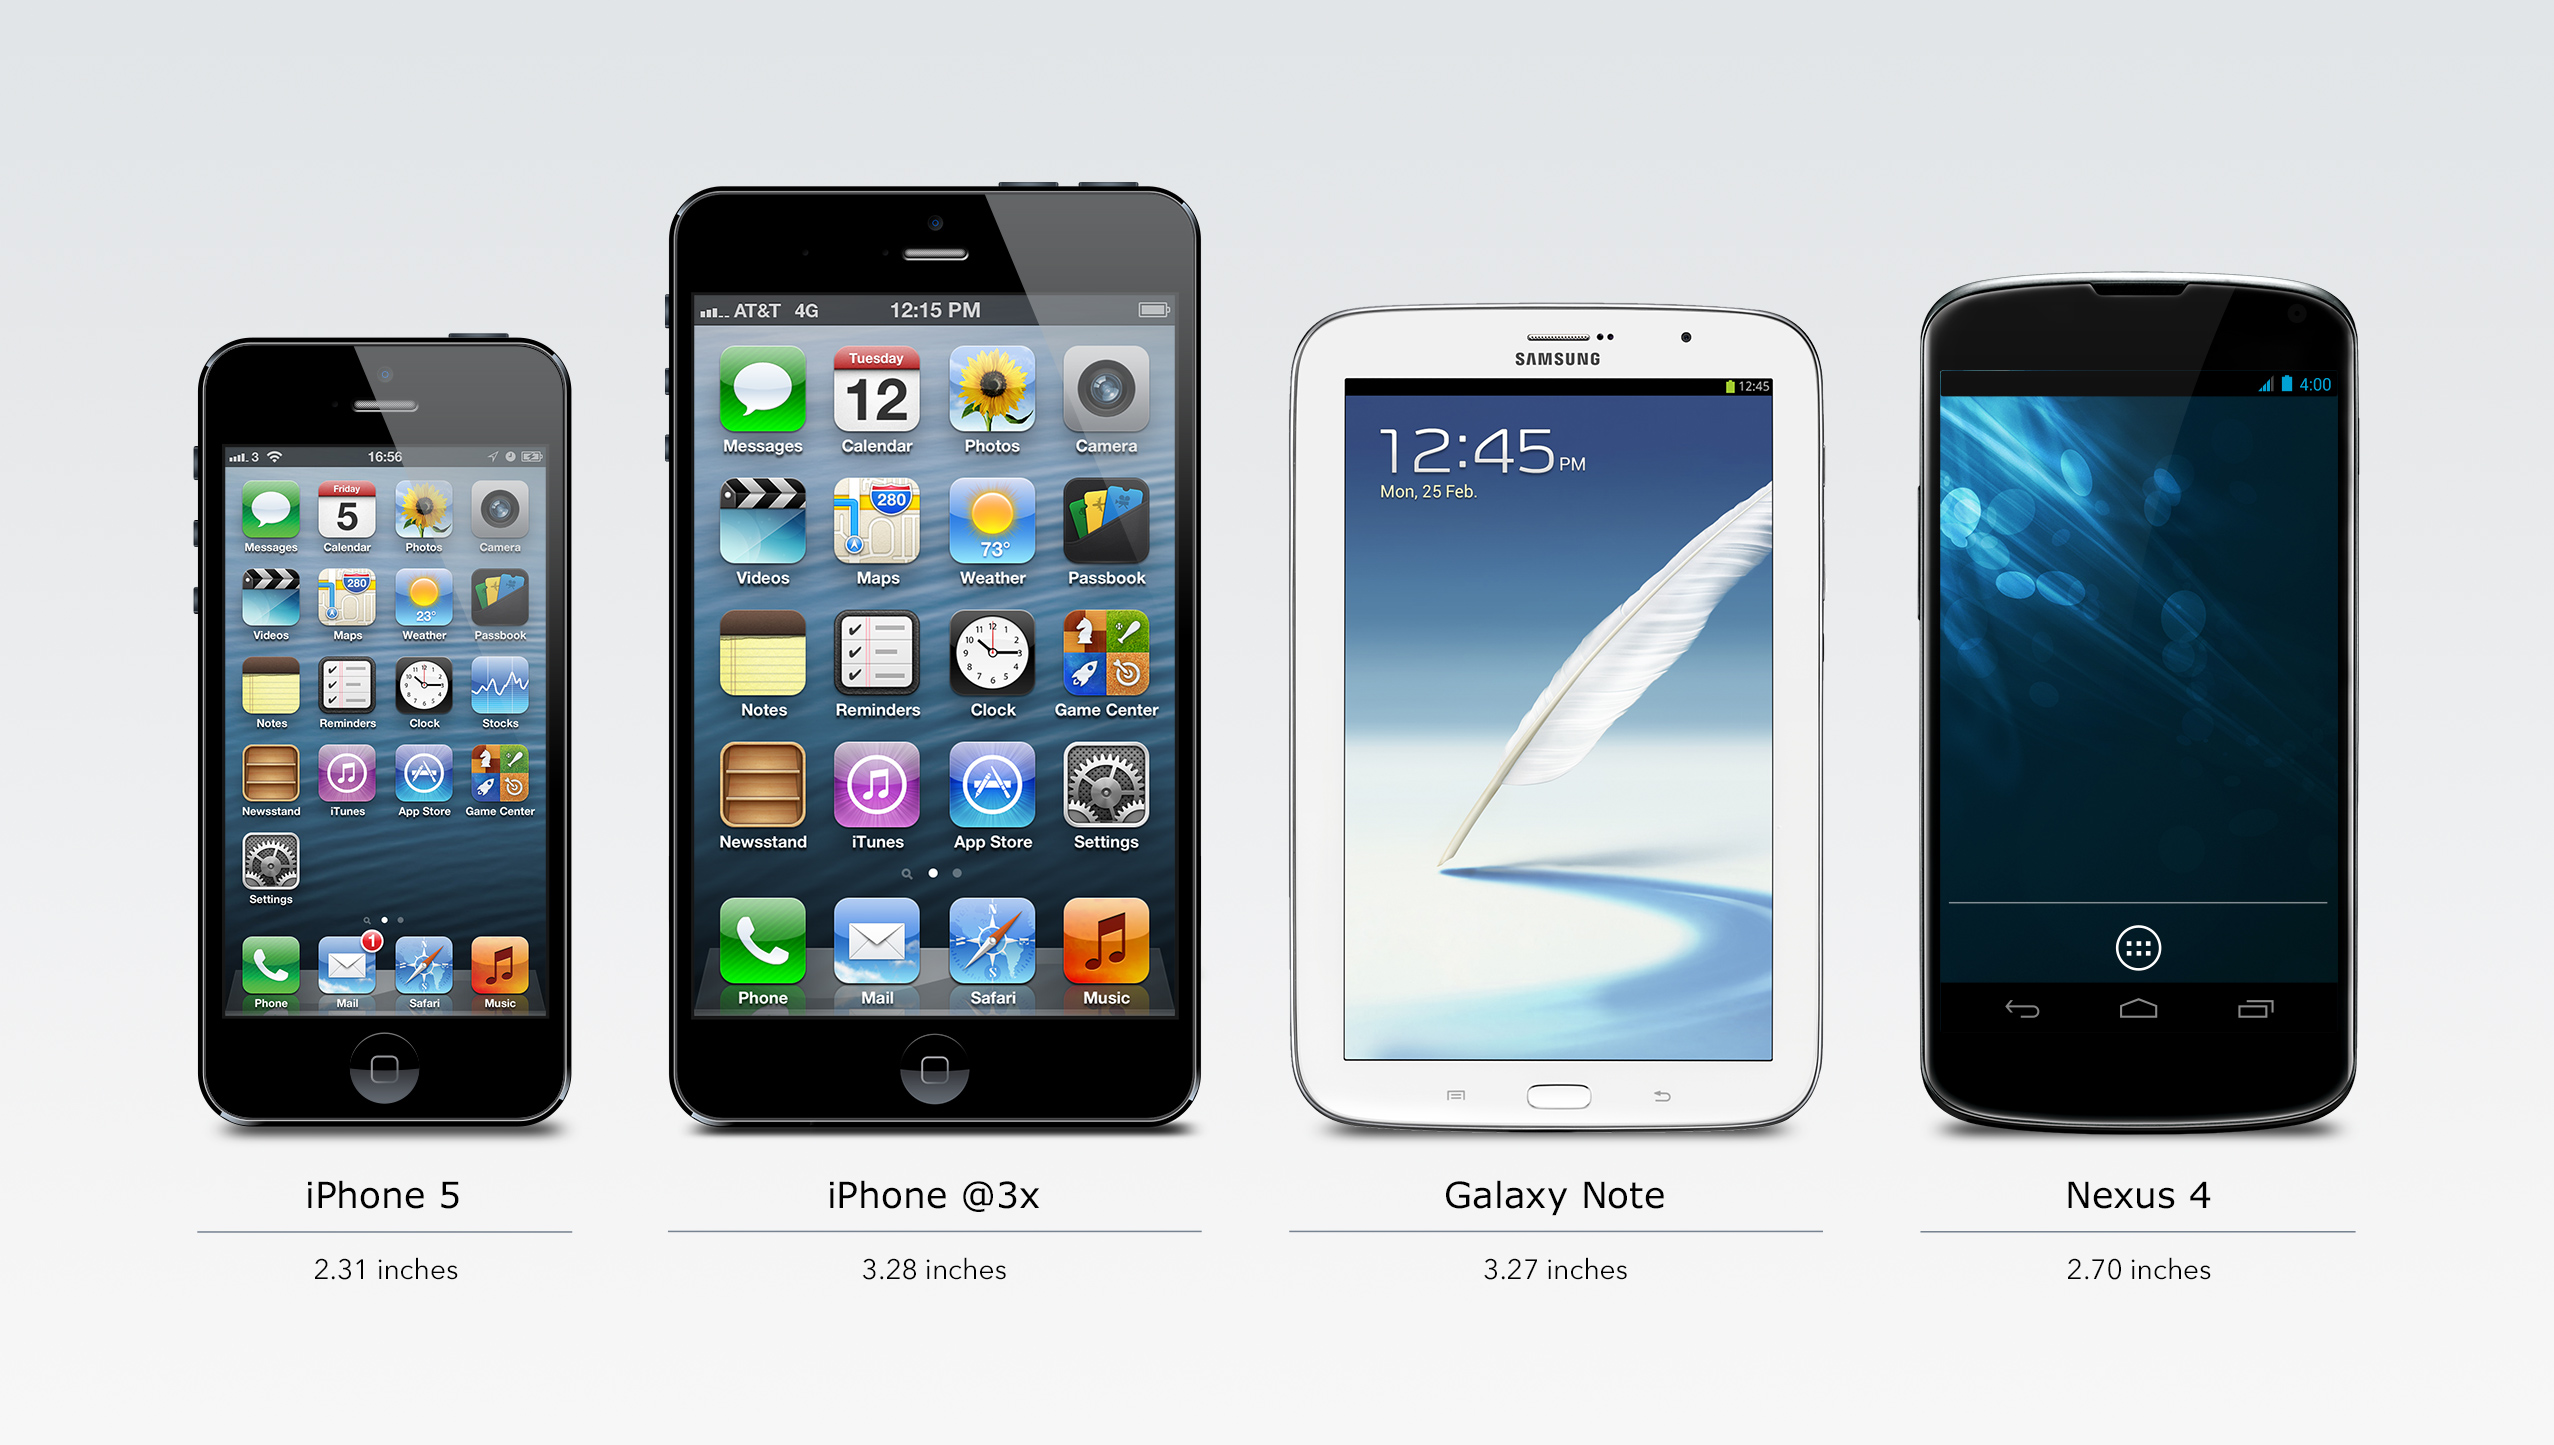 .3 16:56
Friday
5
Messages Calendar Photos Camera
280
23°
Videos Maps Weather Passbook
Notes Reminders Clock Stocks
Newsstand iTunes App Store Game Center
Settings
1
Phone Mail Safari Music
AT&T 4G 12:15 PM
Tuesday
12
Messages Calendar Photos Camera
280
73°
Videos Maps Weather Passbook
Notes Reminders Clock Game Center
Newsstand iTunes App Store Settings
Phone Mail Safari Music
SAMSUNG
12:45
12:45 PM
Mon, 25 Feb.
4:00
iPhone 5
2.31 inches
iPhone @3x
3.28 inches
Galaxy Note
3.27 inches
Nexus 4
2.70 inches